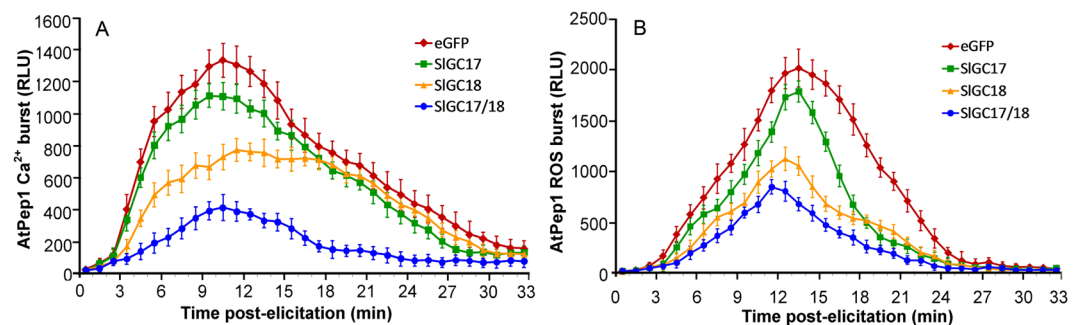 A
AtPep1 Ca²⁺ burst (RLU)
1600
1400
1200
1000
800
600
400
200
0
0 3 6 9 12 15 18 21 24 27 30 33
Time post-elicitation (min)
eGFP
SlGC17
SlGC18
SlGC17/18
B
AtPep1 ROS burst (RLU)
2500
2000
1500
1000
500
0
0 3 6 9 12 15 18 21 24 27 30 33
Time post-elicitation (min)
eGFP
SlGC17
SlGC18
SlGC17/18